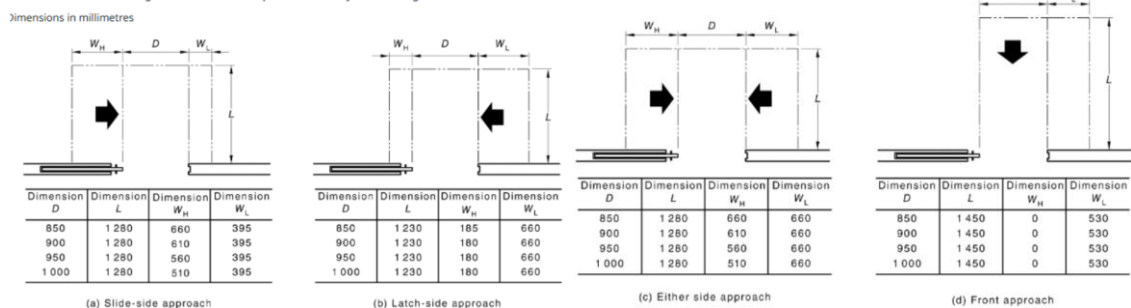 Dimensions in millimetres
W_H D W_L
L
Dimension D Dimension L Dimension W_H Dimension W_L
850 1 280 660 395
900 1 280 610 395
950 1 280 560 395
1 000 1 280 510 395
(a) Slide-side approach
W_H D W_L
L
Dimension D Dimension L Dimension W_H Dimension W_L
850 1 230 185 660
900 1 230 180 660
950 1 230 180 660
1 000 1 230 180 660
(b) Latch-side approach
W_H D W_L
L
Dimension D Dimension L Dimension W_H Dimension W_L
850 1 280 660 660
900 1 280 610 660
950 1 280 560 660
1 000 1 280 510 660
(c) Either side approach
L
Dimension D Dimension L Dimension W_H Dimension W_L
850 1 450 0 530
900 1 450 0 530
950 1 450 0 530
1 000 1 450 0 530
(d) Front approach